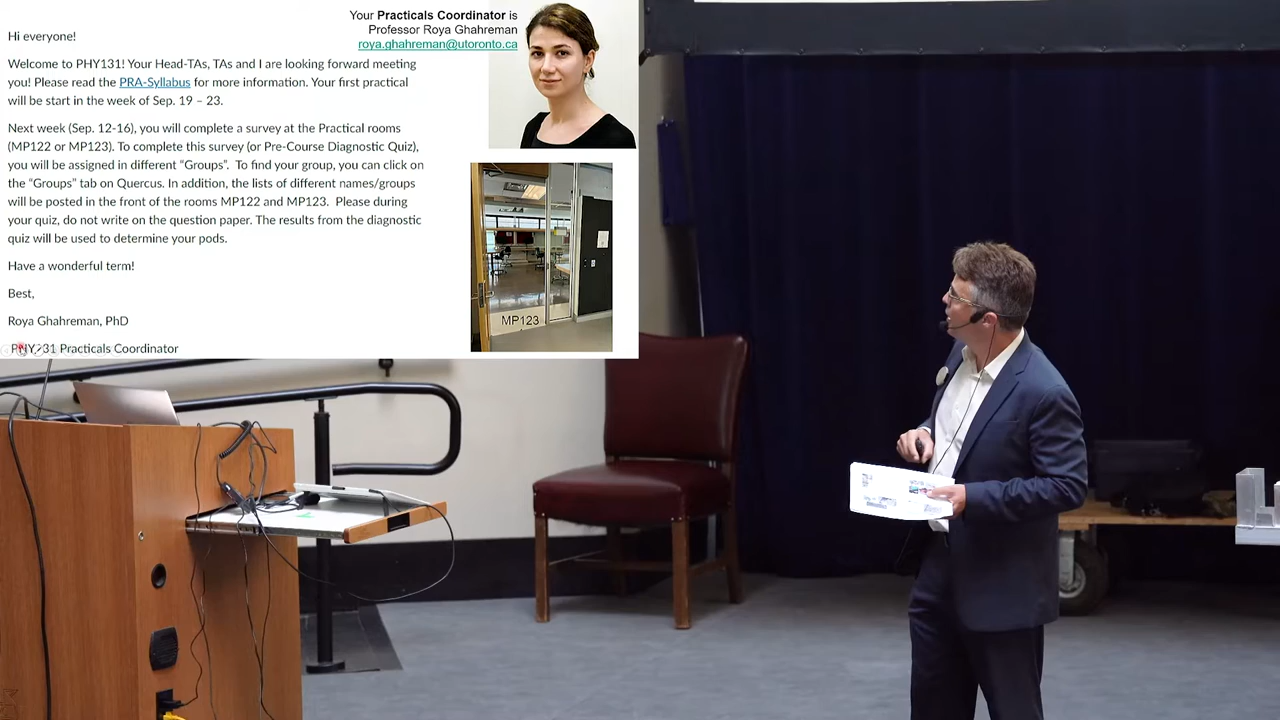 Your Practicals Coordinator is
Professor Roya Ghahreman
roya.ghahreman@utoronto.ca
Hi everyone!
Welcome to PHY131! Your Head-TAs, TAs and I are looking forward meeting
you! Please read the PRA-Syllabus for more information. Your first practical
will be start in the week of Sep. 19 – 23.
Next week (Sep. 12-16), you will complete a survey at the Practical rooms
(MP122 or MP123). To complete this survey (or Pre-Course Diagnostic Quiz),
you will be assigned in different “Groups”. To find your group, you can click on
the “Groups” tab on Quercus. In addition, the lists of different names/groups
will be posted in the front of the rooms MP122 and MP123. Please during
your quiz, do not write on the question paper. The results from the diagnostic
quiz will be used to determine your pods.
Have a wonderful term!
Best,
Roya Ghahreman, PhD
PHY131 Practicals Coordinator
MP123